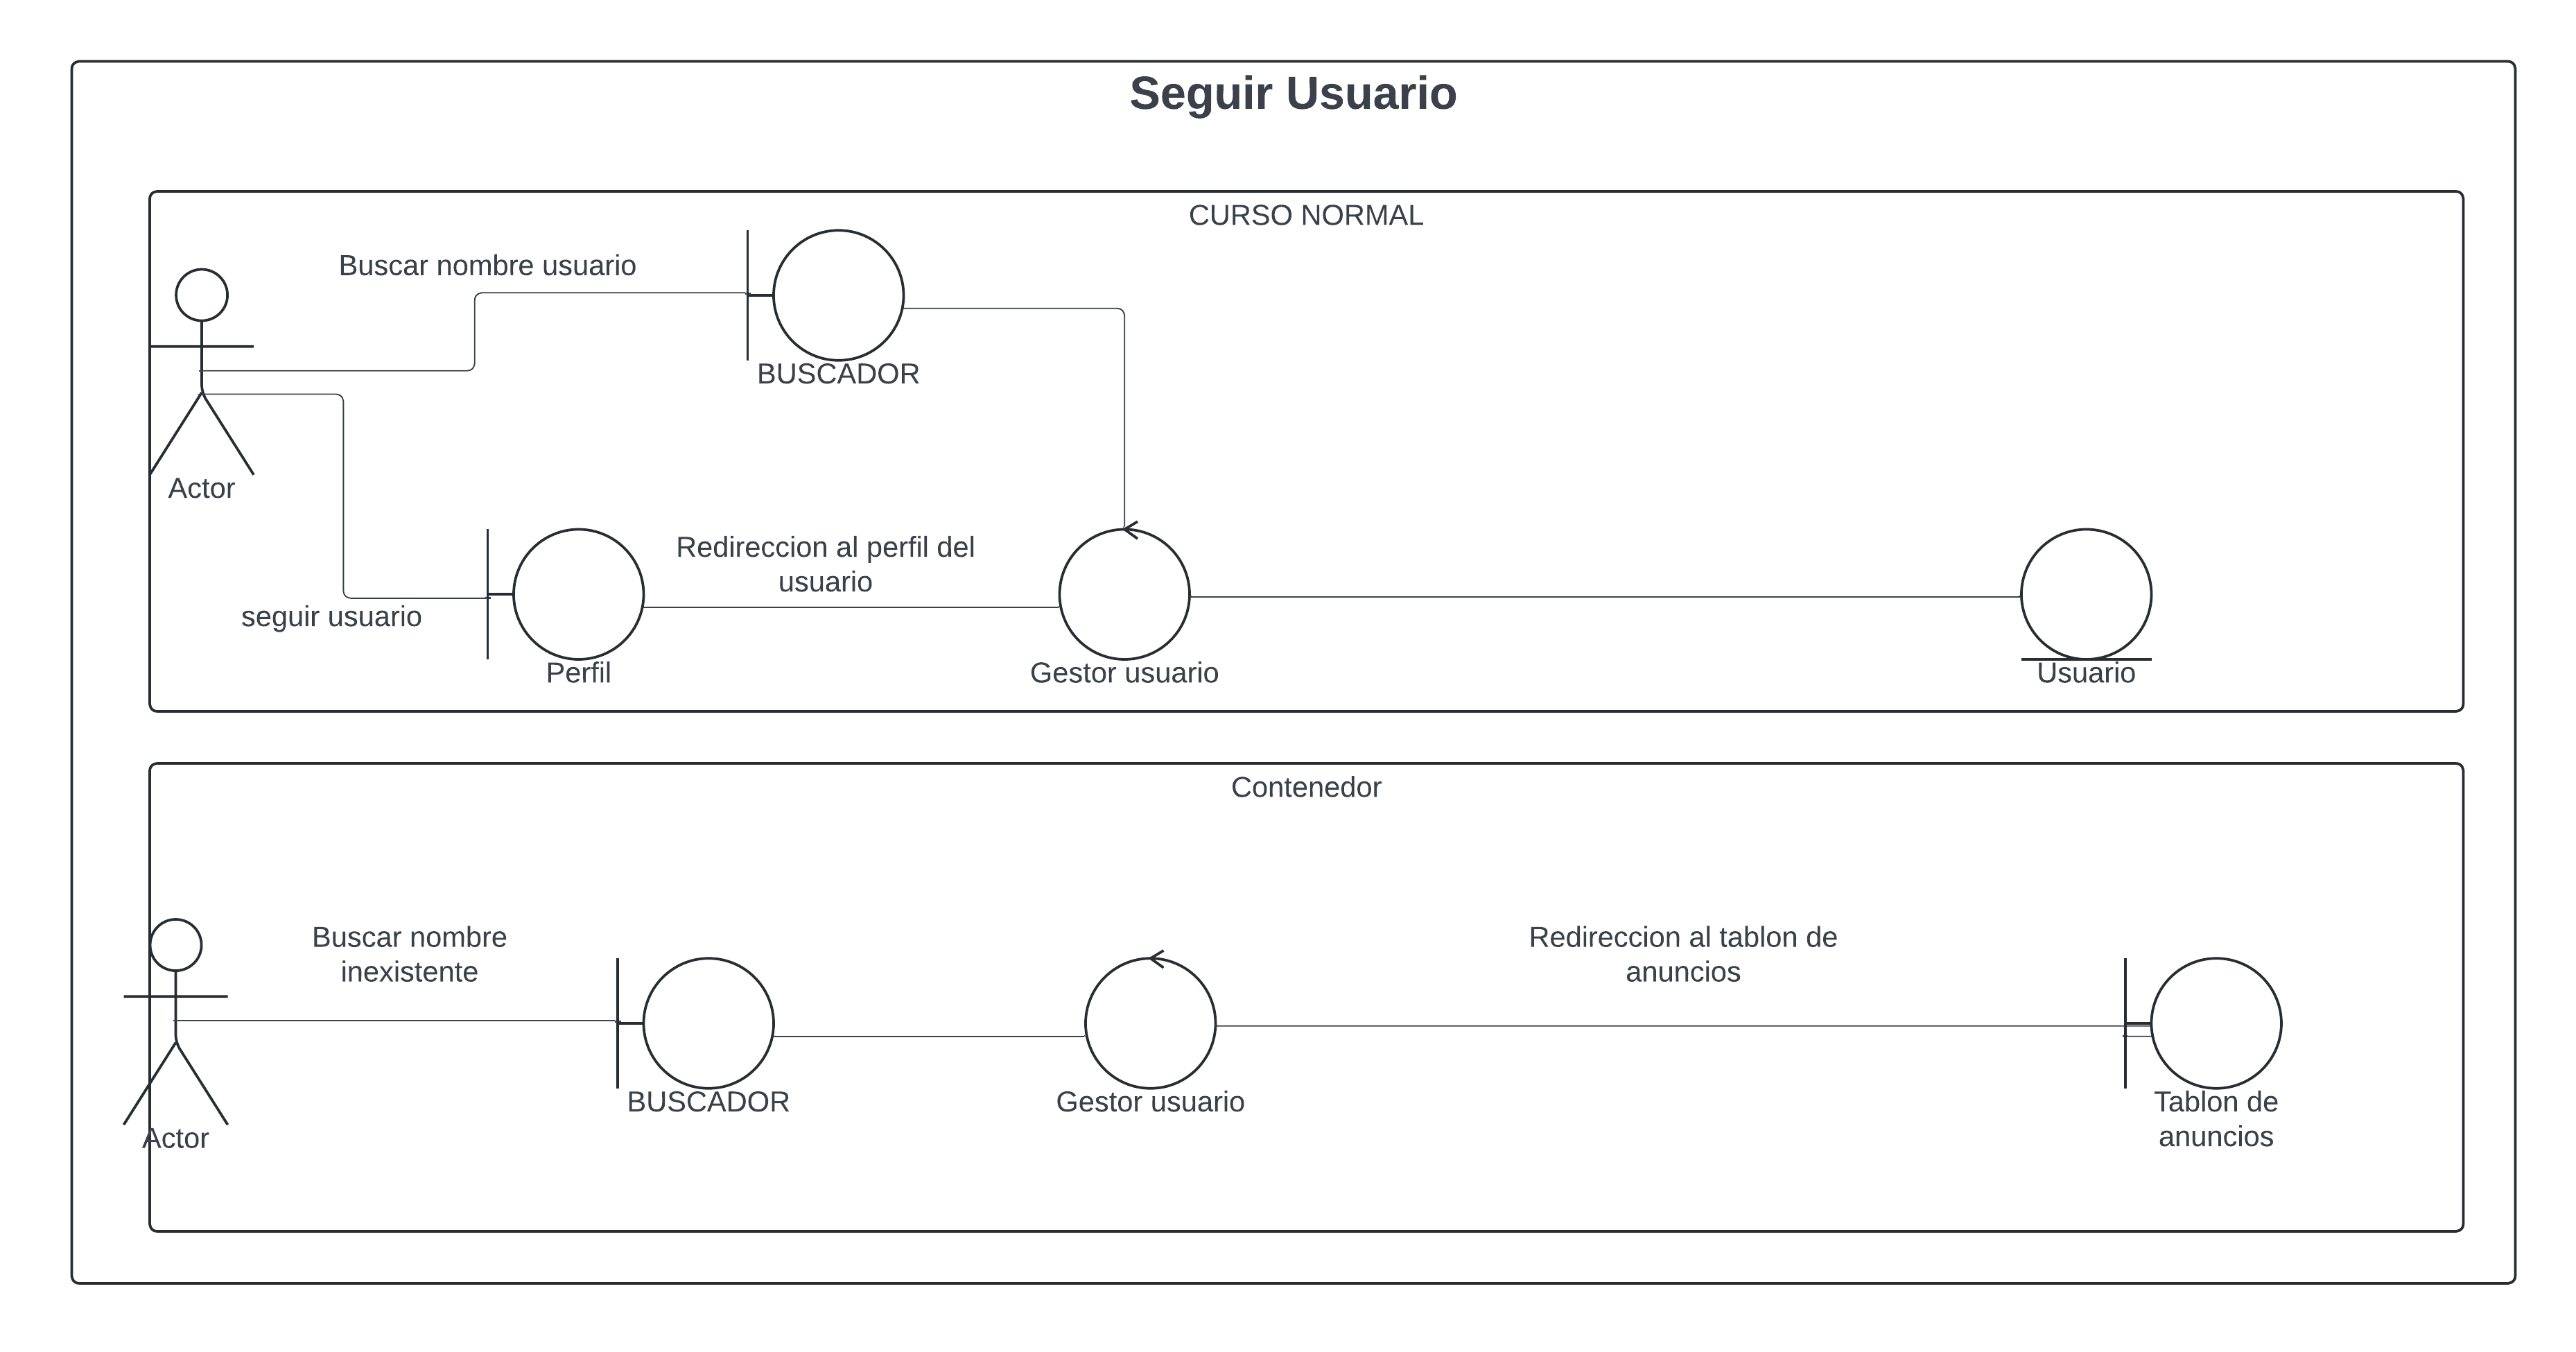 Seguir Usuario
CURSO NORMAL
Buscar nombre usuario
BUSCADOR
Actor
Redireccion al perfil del
usuario
seguir usuario
Perfil
Gestor usuario
Usuario
Contenedor
Buscar nombre
inexistente
Redireccion al tablon de
anuncios
BUSCADOR
Gestor usuario
Tablon de
anuncios
Actor